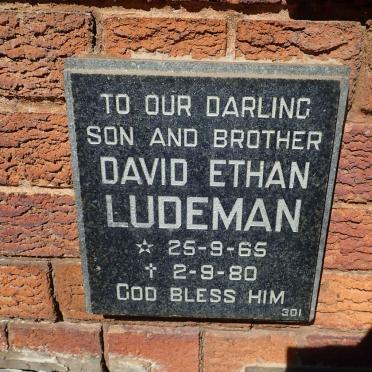 TO OUR DARLING
SON AND BROTHER
DAVID ETHAN
LUDEMAN
☆ 25-9-65
✝ 2-9-80
GOD BLESS HIM
301